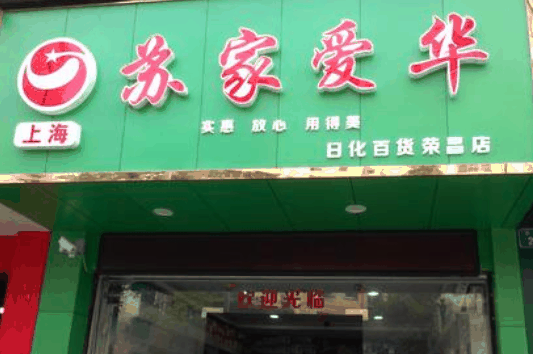 苏家爱华
上海
实惠 放心 用得美
日化百货荣昌店
欢迎光临